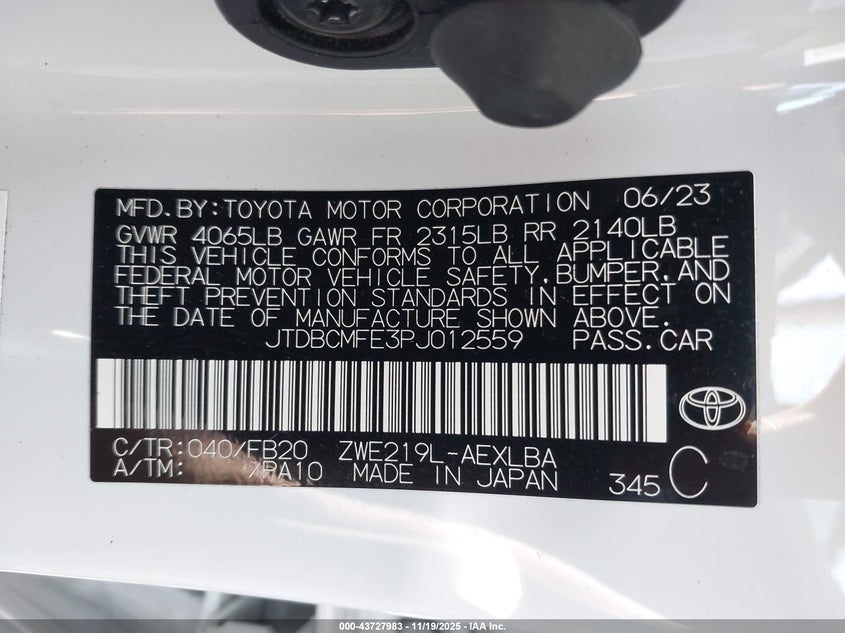 MFD. BY: TOYOTA MOTOR CORPORATION 06/23
GVWR 4065LB GAWR FR 2315LB RR 2140LB
THIS VEHICLE CONFORMS TO ALL APPLICABLE
FEDERAL MOTOR VEHICLE SAFETY, BUMPER, AND
THEFT PREVENTION STANDARDS IN EFFECT ON
THE DATE OF MANUFACTURE SHOWN ABOVE.
JTDBCMFE3PJ012559 PASS. CAR
C/TR: 040/FB20 ZWE219L-AEXLBA
A/TM: MADE IN JAPAN 345 C
000-43727983 - 11/19/2025 - IAA Inc.